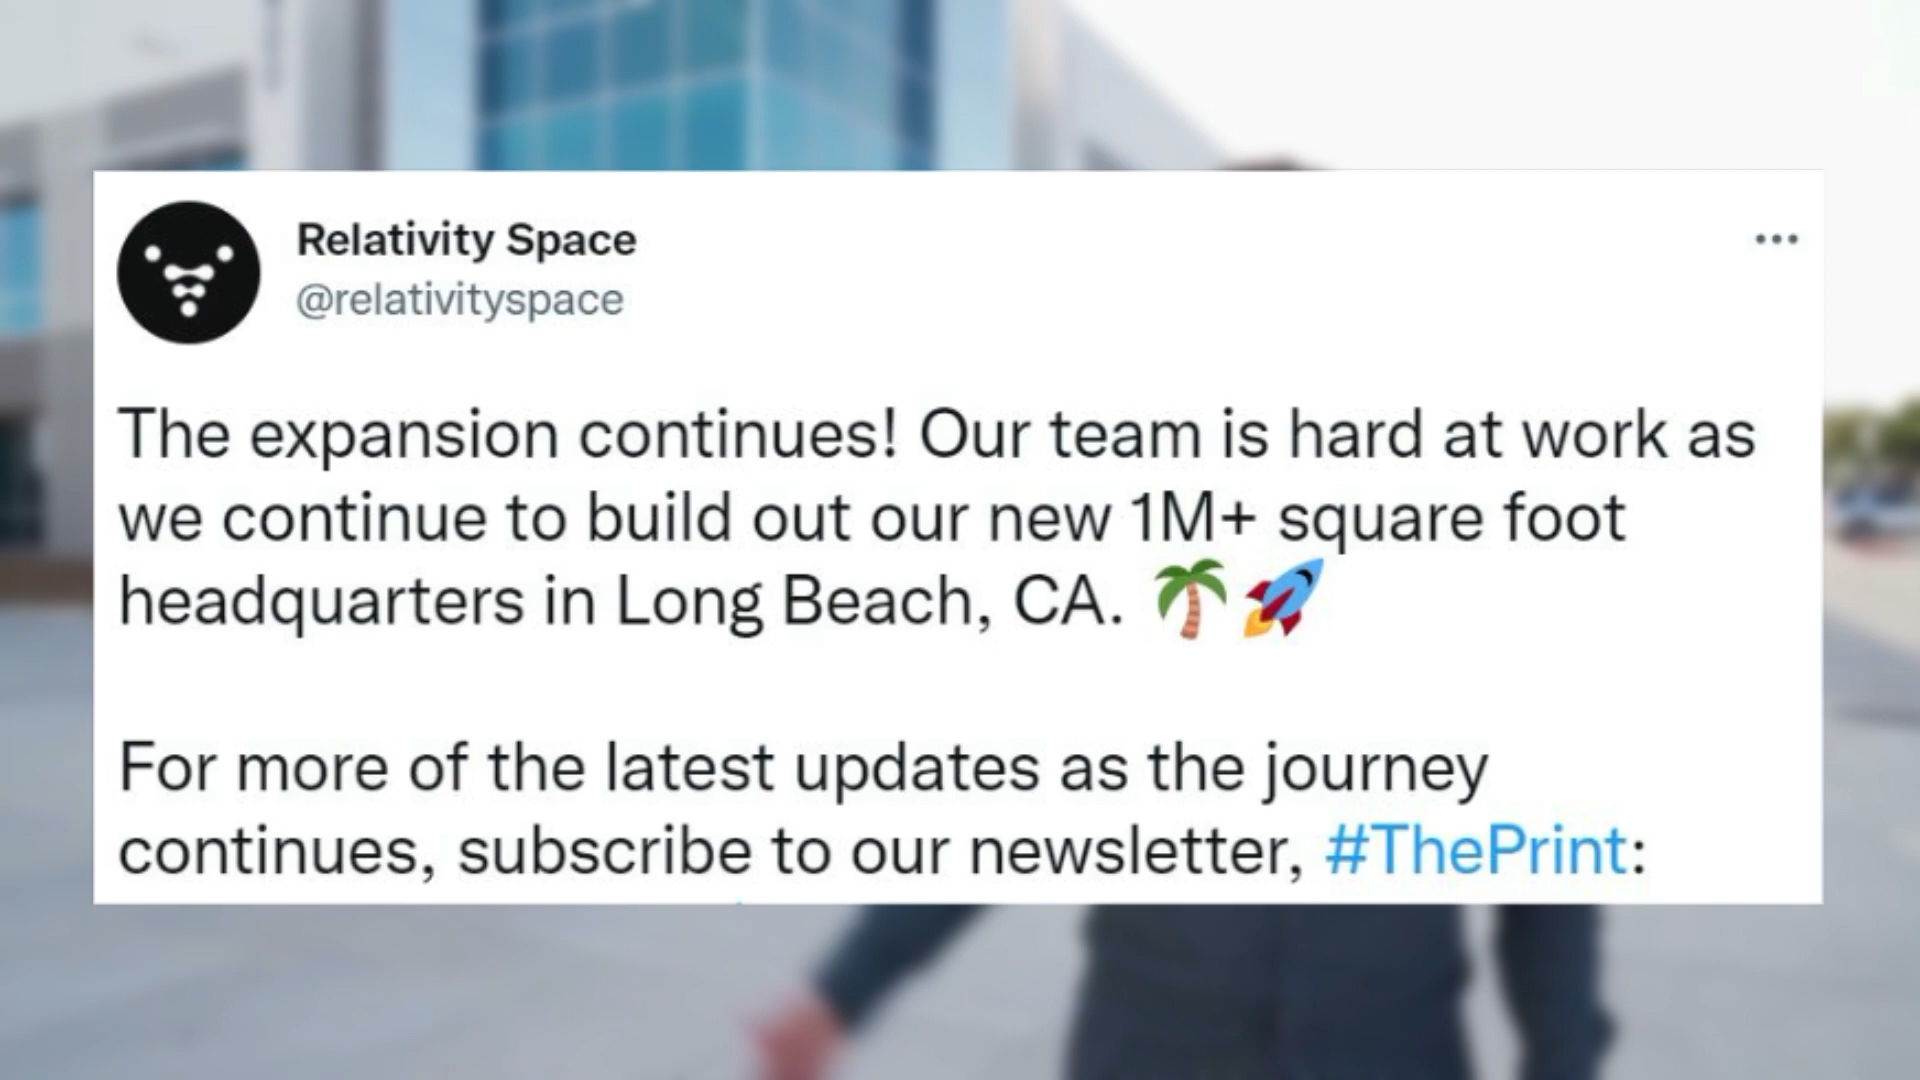 Relativity Space
@relativityspace
The expansion continues! Our team is hard at work as
we continue to build out our new 1M+ square foot
headquarters in Long Beach, CA. 🌴🚀
For more of the latest updates as the journey
continues, subscribe to our newsletter, #ThePrint: